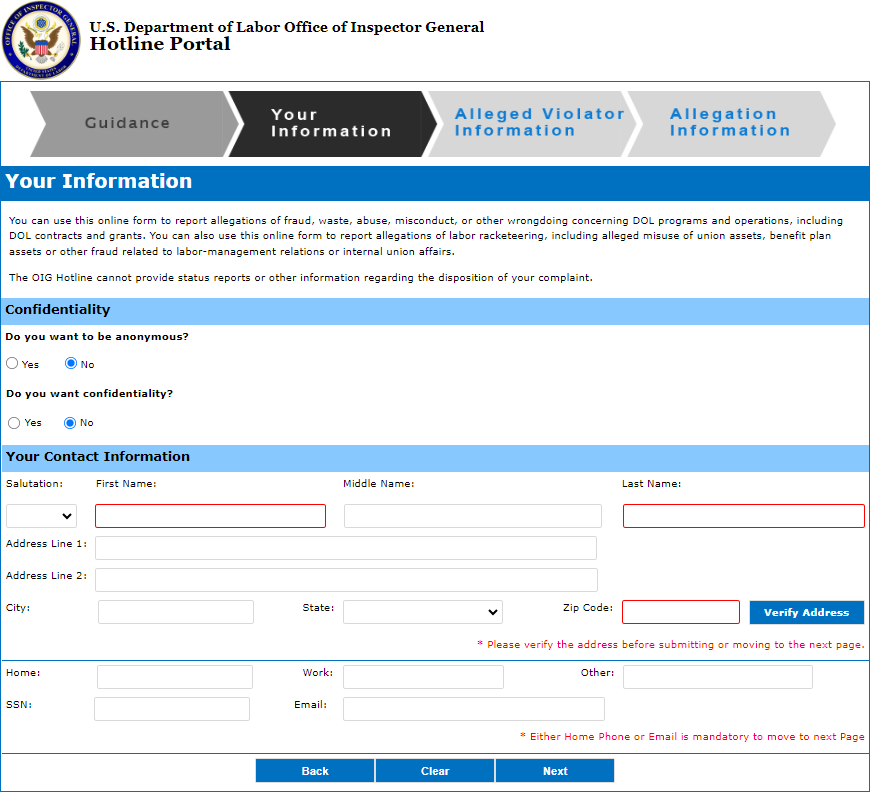 OFFICE OF INSPECTOR GENERAL
U.S. Department of Labor Office of Inspector General
Hotline Portal
Guidance
Your
Information
Alleged Violator
Information
Allegation
Information
Your Information
You can use this online form to report allegations of fraud, waste, abuse, misconduct, or other wrongdoing concerning DOL programs and operations, including
DOL contracts and grants. You can also use this online form to report allegations of labor racketeering, including alleged misuse of union assets, benefit plan
assets or other fraud related to labor-management relations or internal union affairs.
The OIG Hotline cannot provide status reports or other information regarding the disposition of your complaint.
Confidentiality
Do you want to be anonymous?
Yes No
Do you want confidentiality?
Yes No
Your Contact Information
Salutation: First Name: Middle Name: Last Name:
Address Line 1:
Address Line 2:
City: State: Zip Code: Verify Address
* Please verify the address before submitting or moving to the next page.
Home: Work: Other:
SSN: Email:
* Either Home Phone or Email is mandatory to move to next Page
Back Clear Next